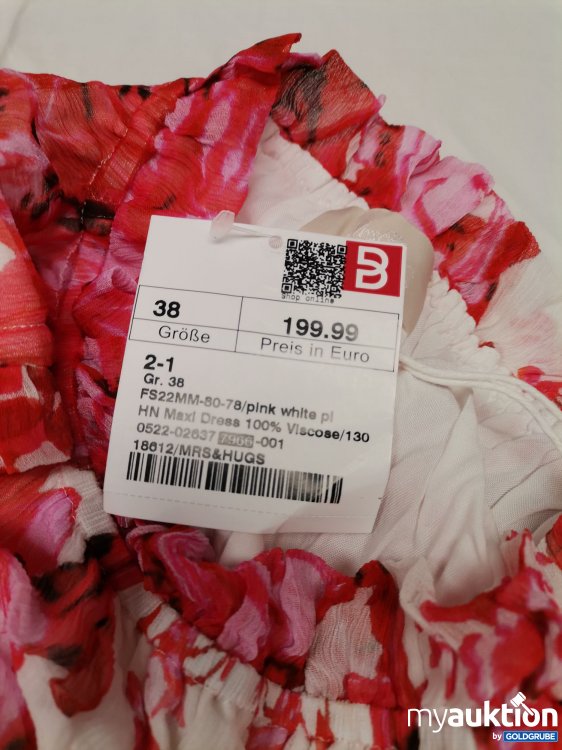 B
Shop online
38
199.99
Größe
Preis in Euro
2-1
Gr. 38
FS22MM-80-78/pink white pl
HN Maxi Dress 100% Viscose/130
0522-02637 7966 -001
18612/MRS&HUGS
myauktion
by GOLDGRUBE